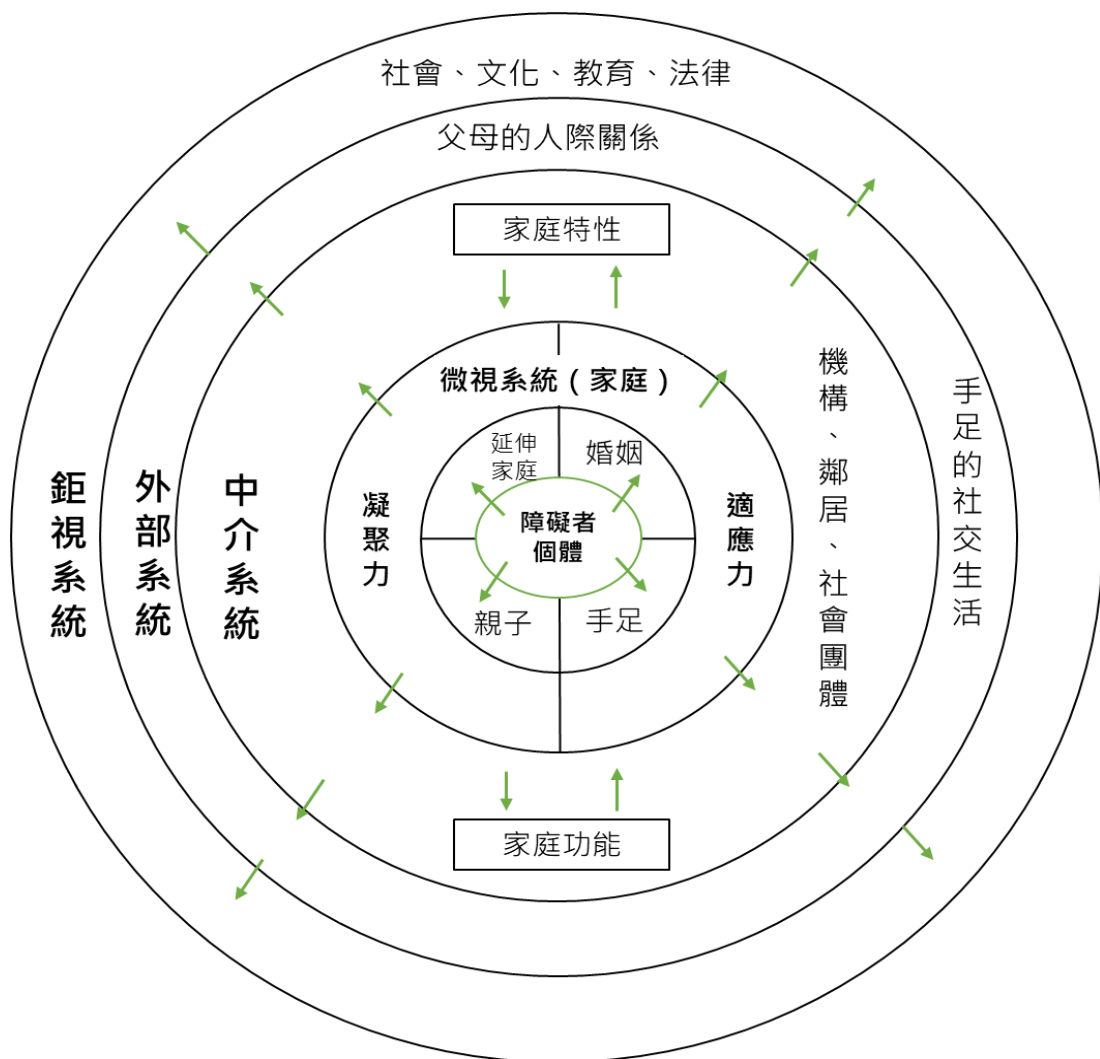 社會、文化、教育、法律
父母的人際關係
家庭特性
微視系統（家庭）
延伸
家庭
婚姻
鉅視系統
外部系統
中介系統
凝聚力
障礙者
個體
適應力
機構、鄰居、社會團體
手足的社交生活
親子
手足
家庭功能